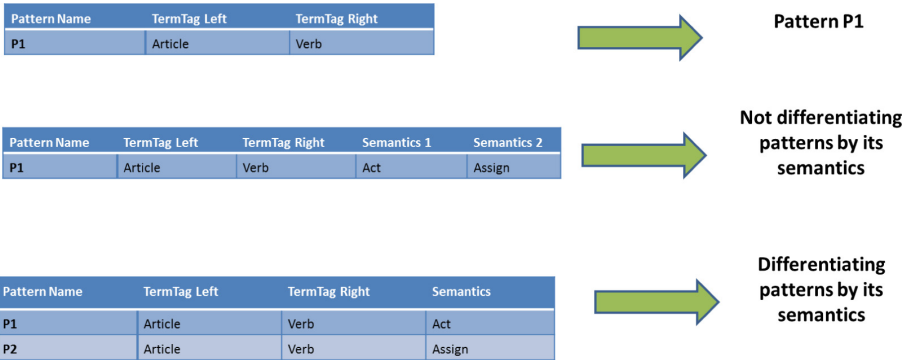 Pattern Name TermTag Left TermTag Right
P1 Article Verb
Pattern P1
Pattern Name TermTag Left TermTag Right Semantics 1 Semantics 2
P1 Article Verb Act Assign
Not differentiating
patterns by its
semantics
Pattern Name TermTag Left TermTag Right Semantics
P1 Article Verb Act
P2 Article Verb Assign
Differentiating
patterns by its
semantics